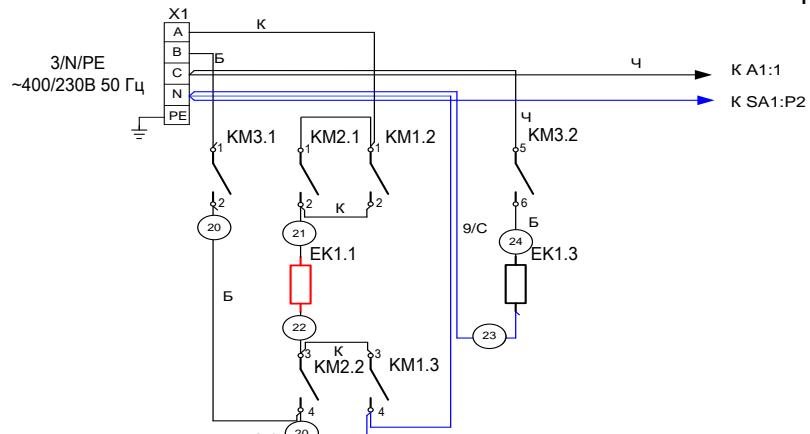 X1
A
К
B
Б
3/N/PE
~400/230В 50 Гц
C
Ч
К А1:1
N
К SA1:P2
PE
Ч
KM3.1
KM2.1
KM1.2
KM3.2
1
1
1
5
2
2
2
6
К
20
21
9/С
Б
24
EK1.1
EK1.3
Б
22
23
К
3
3
KM2.2
KM1.3
4
4
20